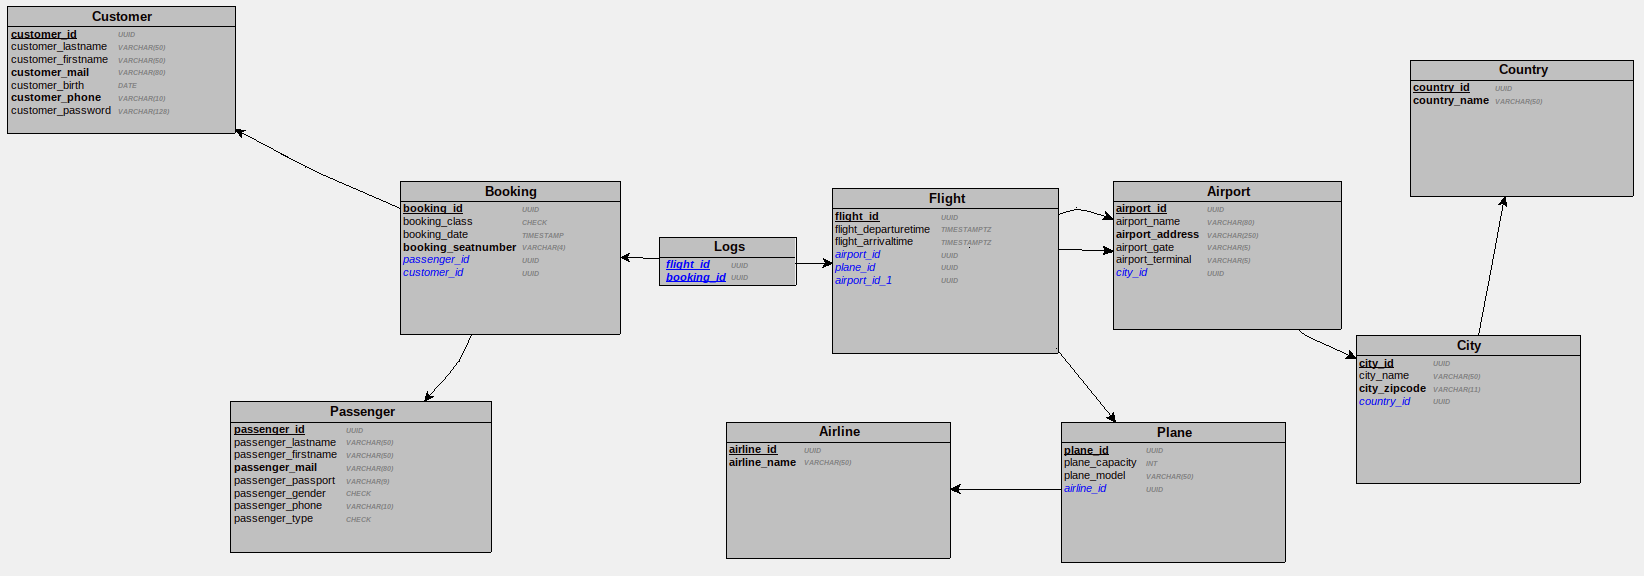 Customer
customer_id UUID
customer_lastname VARCHAR(50)
customer_firstname VARCHAR(50)
customer_mail VARCHAR(80)
customer_birth DATE
customer_phone VARCHAR(10)
customer_password VARCHAR(128)
Booking
booking_id UUID
booking_class CHECK
booking_date TIMESTAMP
booking_seatnumber VARCHAR(4)
passenger_id UUID
customer_id UUID
Logs
flight_id UUID
booking_id UUID
Flight
flight_id UUID
flight_departuretime TIMESTAMPTZ
flight_arrivaltime TIMESTAMPTZ
airport_id UUID
plane_id UUID
airport_id_1 UUID
Airport
airport_id UUID
airport_name VARCHAR(80)
airport_address VARCHAR(250)
airport_gate VARCHAR(5)
airport_terminal VARCHAR(5)
city_id UUID
Country
country_id UUID
country_name VARCHAR(50)
City
city_id UUID
city_name VARCHAR(50)
city_zipcode VARCHAR(11)
country_id UUID
Passenger
passenger_id UUID
passenger_lastname VARCHAR(50)
passenger_firstname VARCHAR(50)
passenger_mail VARCHAR(80)
passenger_passport VARCHAR(9)
passenger_gender CHECK
passenger_phone VARCHAR(10)
passenger_type CHECK
Airline
airline_id UUID
airline_name VARCHAR(50)
Plane
plane_id UUID
plane_capacity INT
plane_model VARCHAR(50)
airline_id UUID